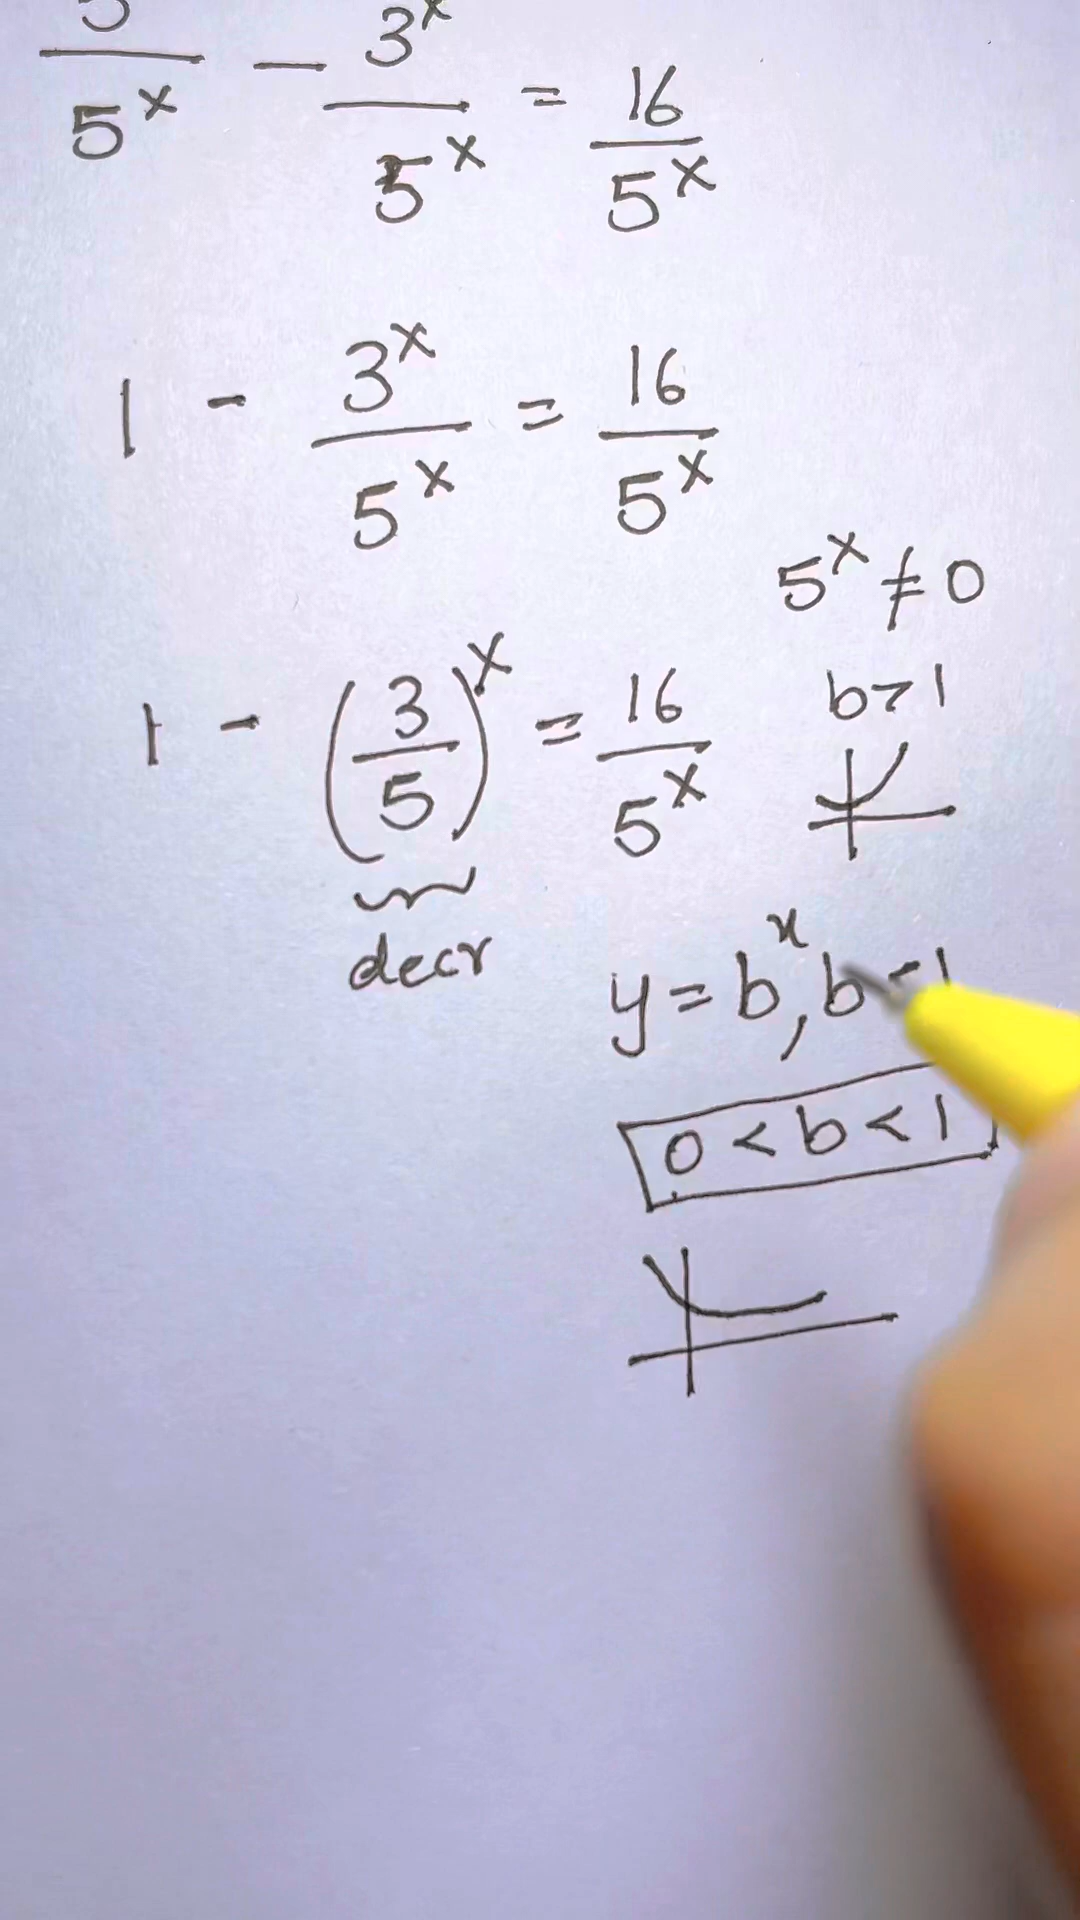 5/5^x - 3^x/5^x = 16/5^x
1 - 3^x/5^x = 16/5^x
5^x ≠ 0
1 - (3/5)^x = 16/5^x
b>1
decr
y = b^x, b<1
0 < b < 1